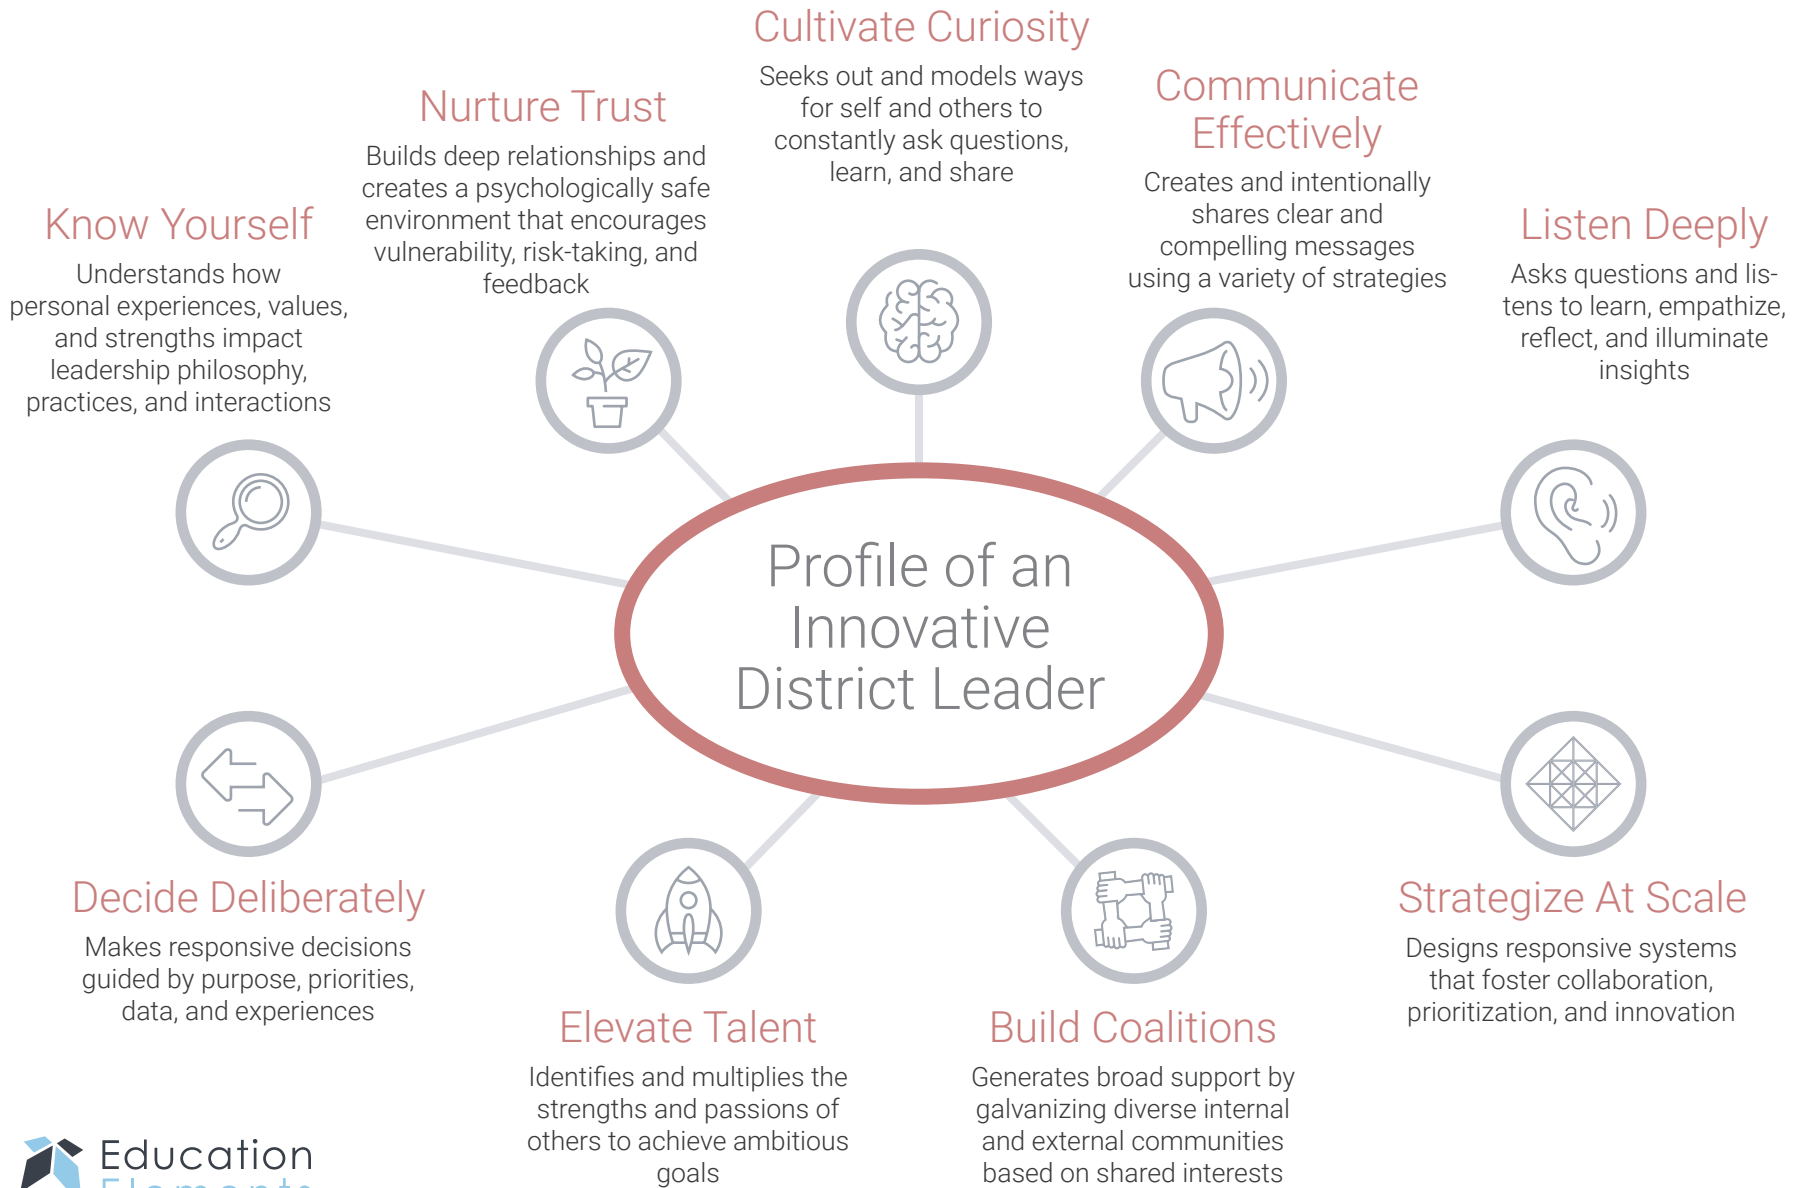 Cultivate Curiosity
Seeks out and models ways
for self and others to
constantly ask questions,
learn, and share
Nurture Trust
Builds deep relationships and
creates a psychologically safe
environment that encourages
vulnerability, risk-taking, and
feedback
Communicate
Effectively
Creates and intentionally
shares clear and
compelling messages
using a variety of strategies
Know Yourself
Understands how
personal experiences, values,
and strengths impact
leadership philosophy,
practices, and interactions
Listen Deeply
Asks questions and lis-
tens to learn, empathize,
reflect, and illuminate
insights
Profile of an
Innovative
District Leader
Decide Deliberately
Makes responsive decisions
guided by purpose, priorities,
data, and experiences
Elevate Talent
Identifies and multiplies the
strengths and passions of
others to achieve ambitious
goals
Build Coalitions
Generates broad support by
galvanizing diverse internal
and external communities
based on shared interests
Strategize At Scale
Designs responsive systems
that foster collaboration,
prioritization, and innovation
Education
Elements